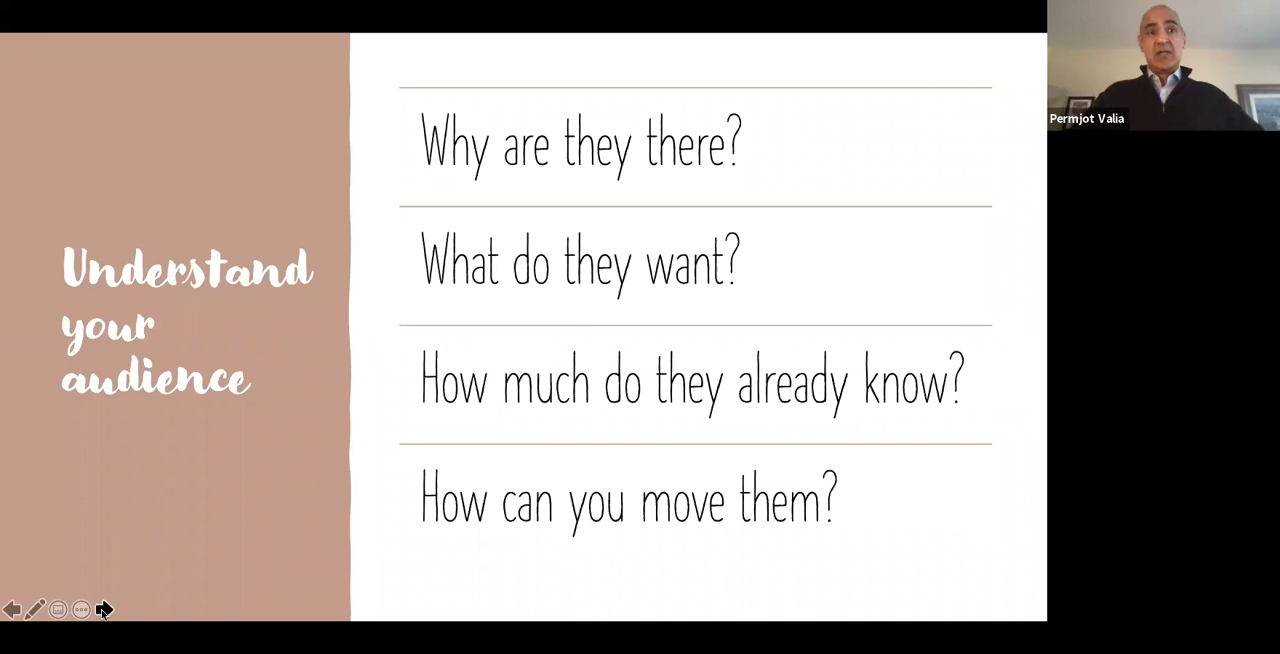 Understand
your
audience
Why are they there?
What do they want?
How much do they already know?
How can you move them?
Permjot Valia